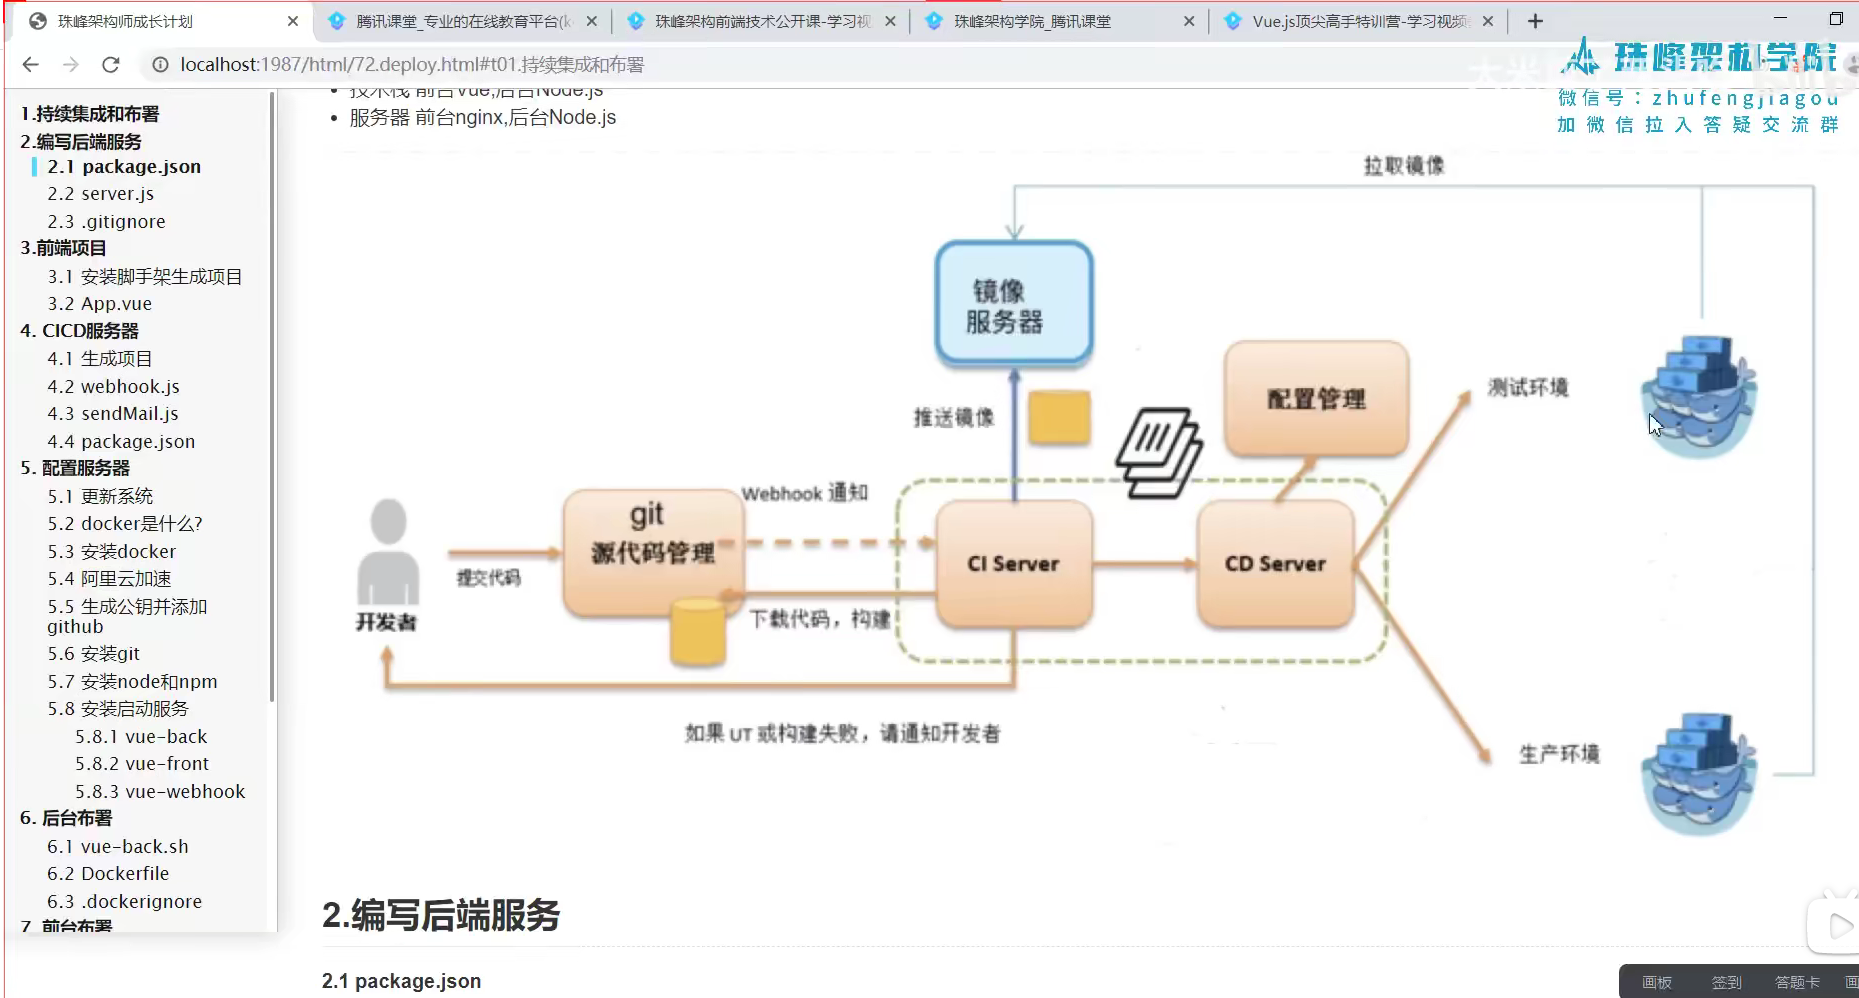 珠峰架构师成长计划
腾讯课堂_专业的在线教育平台(k
珠峰架构前端技术公开课-学习视
珠峰架构学院_腾讯课堂
Vue.js顶尖高手特训营-学习视频
localhost:1987/html/72.deploy.html#t01.持续集成和布署
珠峰架构学院
微信号：zhufengjiagou
加微信拉入答疑交流群
1.持续集成和布署
2.编写后端服务
2.1 package.json
2.2 server.js
2.3 .gitignore
3.前端项目
3.1 安装脚手架生成项目
3.2 App.vue
4. CICD服务器
4.1 生成项目
4.2 webhook.js
4.3 sendMail.js
4.4 package.json
5. 配置服务器
5.1 更新系统
5.2 docker是什么?
5.3 安装docker
5.4 阿里云加速
5.5 生成公钥并添加
github
5.6 安装git
5.7 安装node和npm
5.8 安装启动服务
5.8.1 vue-back
5.8.2 vue-front
5.8.3 vue-webhook
6. 后台布署
6.1 vue-back.sh
6.2 Dockerfile
6.3 .dockerignore
7. 前台布署
技术栈 前台Vue,后台Node.js
服务器 前台nginx,后台Node.js
拉取镜像
镜像
服务器
推送镜像
配置管理
测试环境
Webhook 通知
git
源代码管理
CI Server
CD Server
提交代码
下载代码，构建
开发者
如果 UT 或构建失败，请通知开发者
生产环境
2.编写后端服务
2.1 package.json
画板
签到
答题卡
画